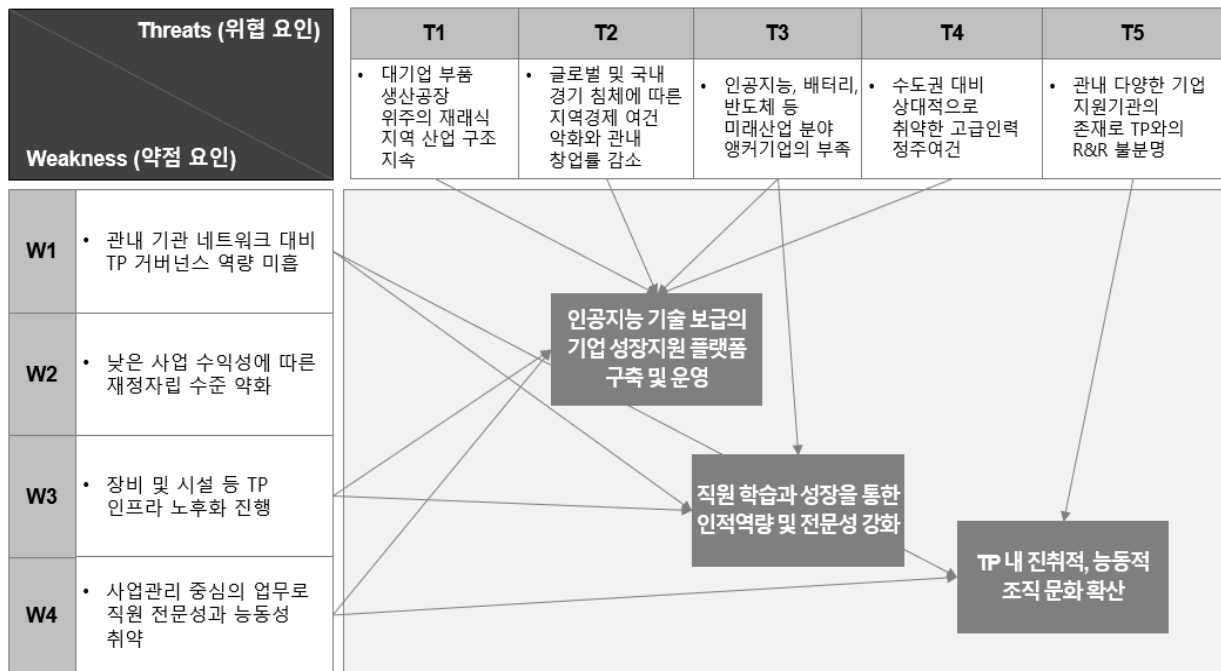 Threats (위협 요인)
Weakness (약점 요인)
T1
T2
T3
T4
T5
• 대기업 부품
생산공장
위주의 재래식
지역 산업 구조
지속
• 글로벌 및 국내
경기 침체에 따른
지역경제 여건
악화와 관내
창업률 감소
• 인공지능, 배터리,
반도체 등
미래산업 분야
앵커기업의 부족
• 수도권 대비
상대적으로
취약한 고급인력
정주여건
• 관내 다양한 기업
지원기관의
존재로 TP와의
R&R 불분명
W1
• 관내 기관 네트워크 대비
TP 거버넌스 역량 미흡
W2
• 낮은 사업 수익성에 따른
재정자립 수준 약화
W3
• 장비 및 시설 등 TP
인프라 노후화 진행
W4
• 사업관리 중심의 업무로
직원 전문성과 능동성
취약
인공지능 기술 보급의
기업 성장지원 플랫폼
구축 및 운영
직원 학습과 성장을 통한
인적역량 및 전문성 강화
TP 내 진취적, 능동적
조직 문화 확산